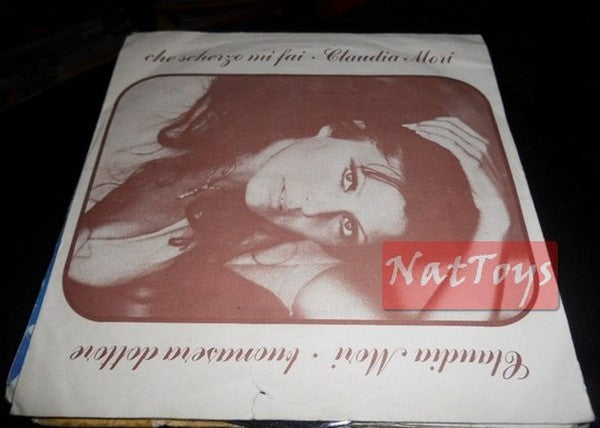 che scherzo mi fai · Claudia Mori
NatToys
Claudia Mori · buonasera dottore